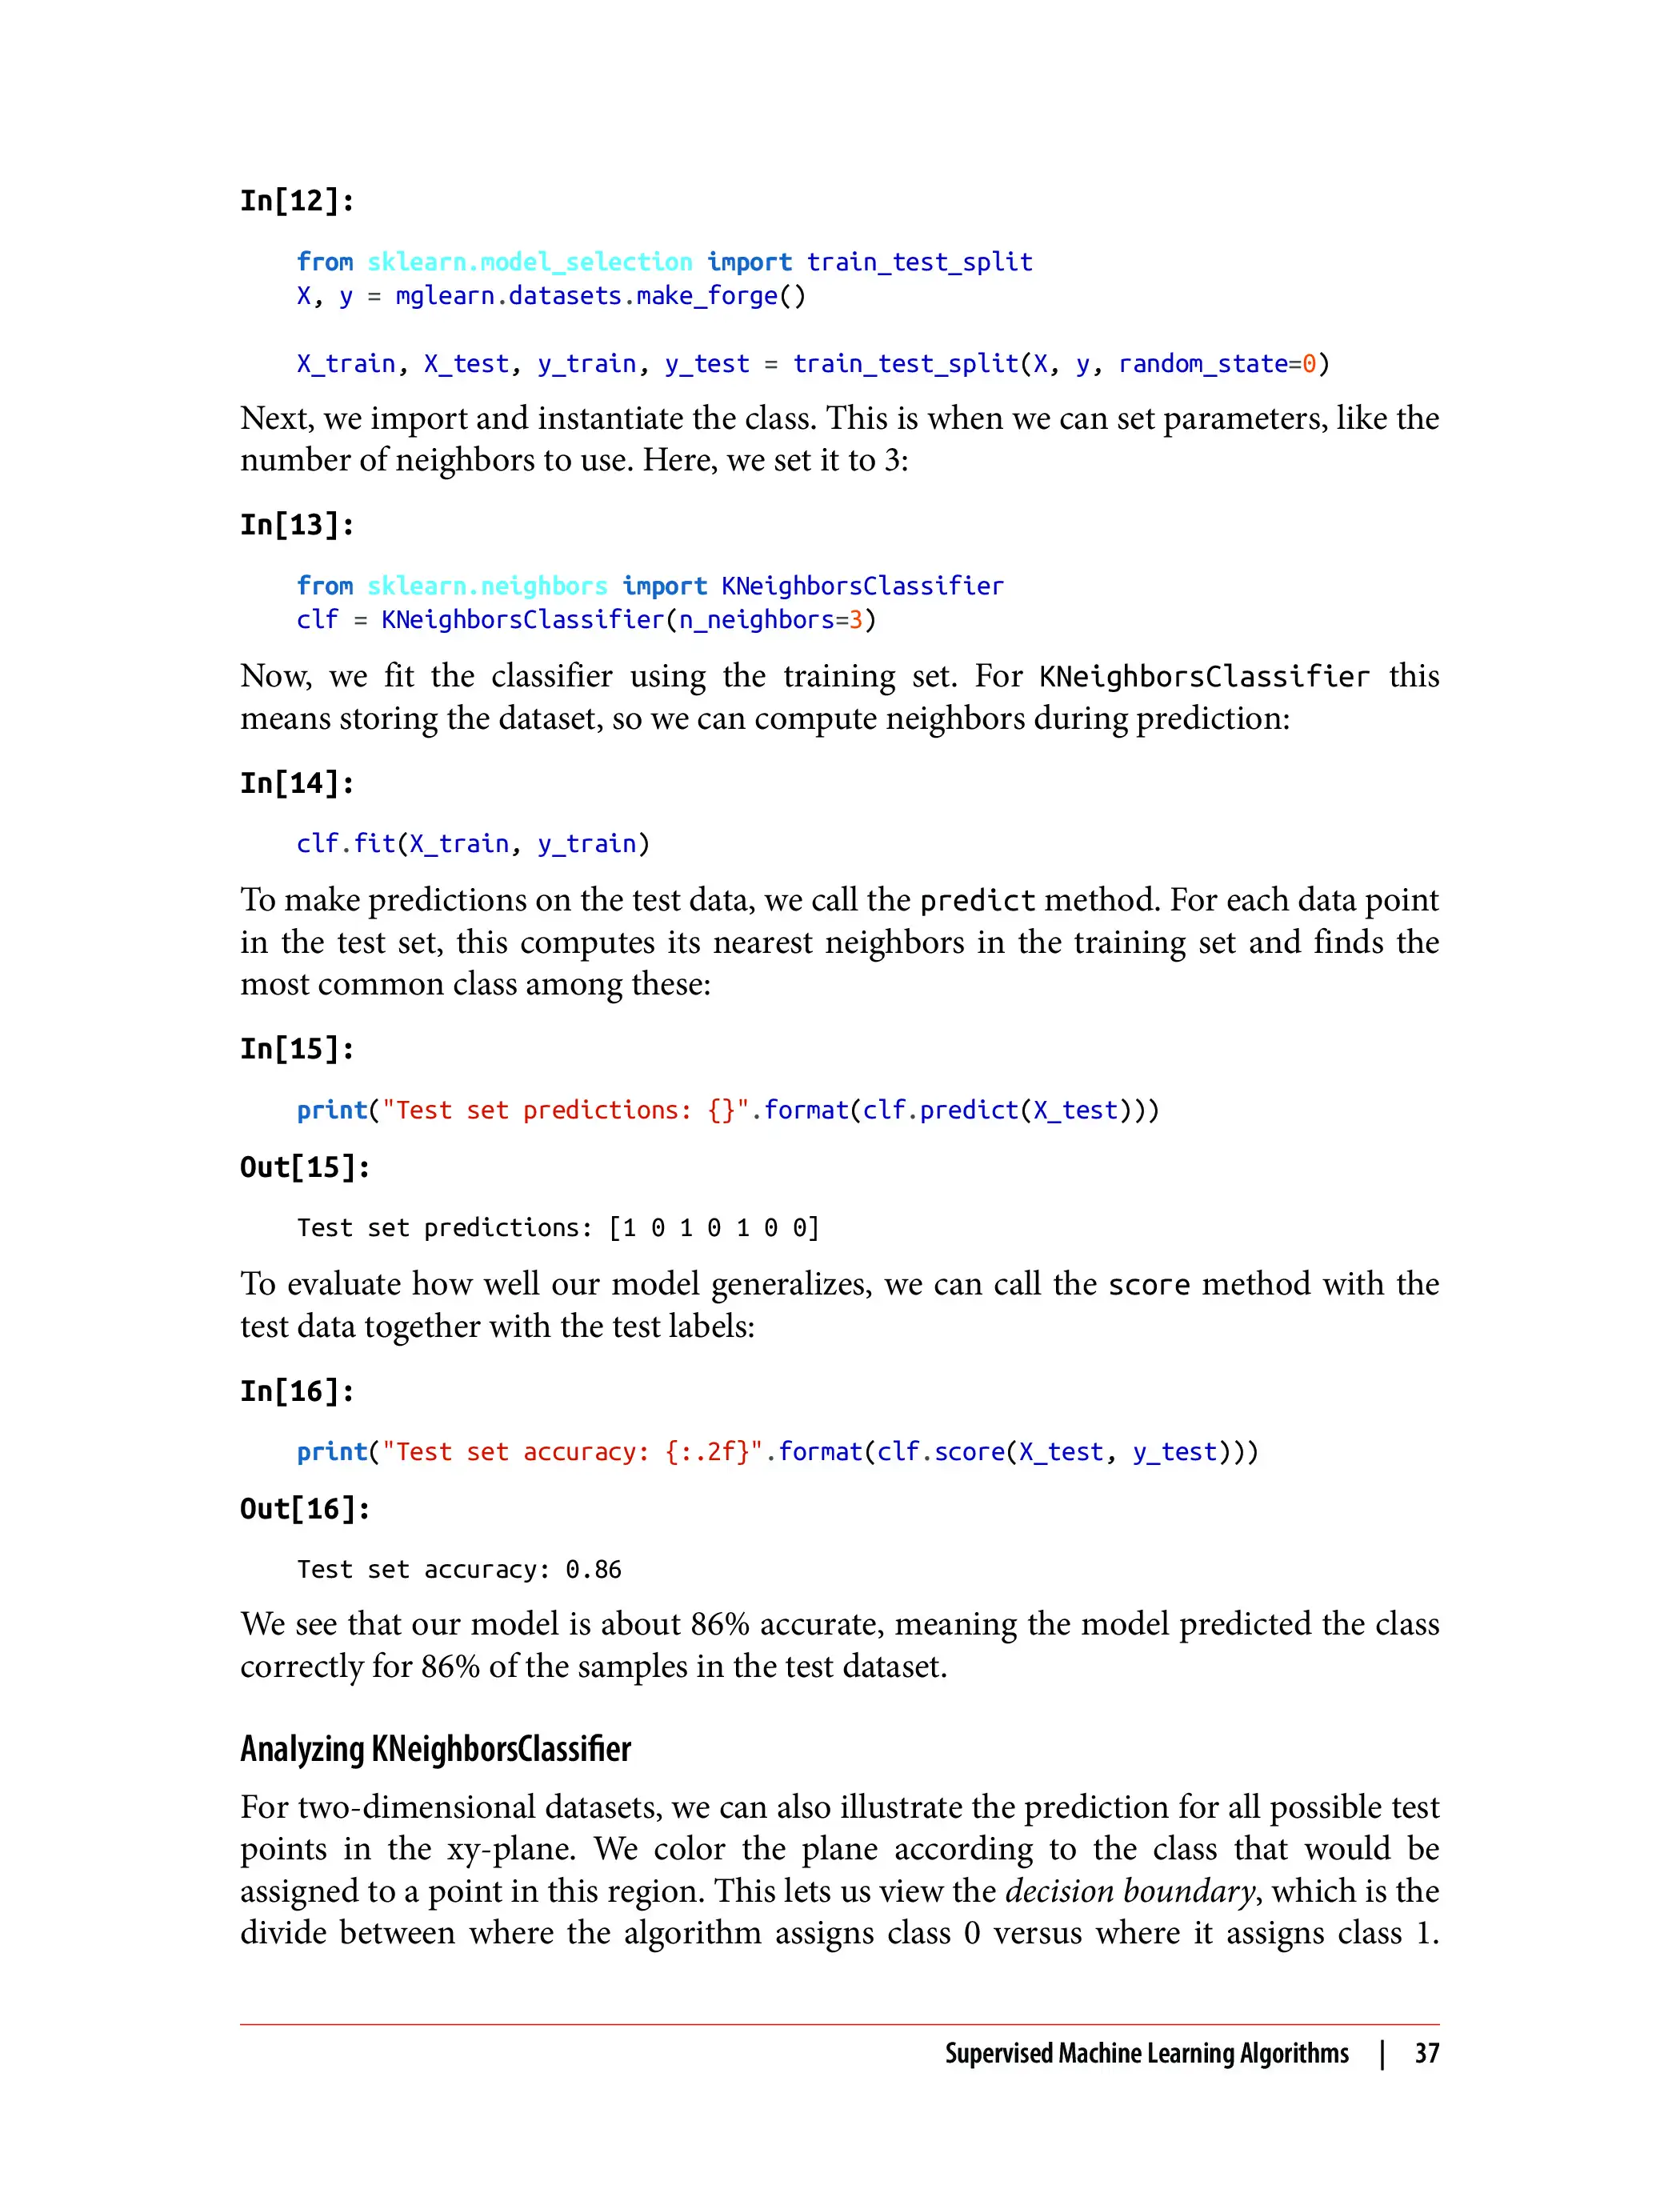 In[12]:
from sklearn.model_selection import train_test_split
X, y = mglearn.datasets.make_forge()
X_train, X_test, y_train, y_test = train_test_split(X, y, random_state=0)
Next, we import and instantiate the class. This is when we can set parameters, like the
number of neighbors to use. Here, we set it to 3:
In[13]:
from sklearn.neighbors import KNeighborsClassifier
clf = KNeighborsClassifier(n_neighbors=3)
Now, we fit the classifier using the training set. For KNeighborsClassifier this
means storing the dataset, so we can compute neighbors during prediction:
In[14]:
clf.fit(X_train, y_train)
To make predictions on the test data, we call the predict method. For each data point
in the test set, this computes its nearest neighbors in the training set and finds the
most common class among these:
In[15]:
print("Test set predictions: {}".format(clf.predict(X_test)))
Out[15]:
Test set predictions: [1 0 1 0 1 0 0]
To evaluate how well our model generalizes, we can call the score method with the
test data together with the test labels:
In[16]:
print("Test set accuracy: {:.2f}".format(clf.score(X_test, y_test)))
Out[16]:
Test set accuracy: 0.86
We see that our model is about 86% accurate, meaning the model predicted the class
correctly for 86% of the samples in the test dataset.
Analyzing KNeighborsClassifier
For two-dimensional datasets, we can also illustrate the prediction for all possible test
points in the xy-plane. We color the plane according to the class that would be
assigned to a point in this region. This lets us view the decision boundary, which is the
divide between where the algorithm assigns class 0 versus where it assigns class 1.
Supervised Machine Learning Algorithms | 37